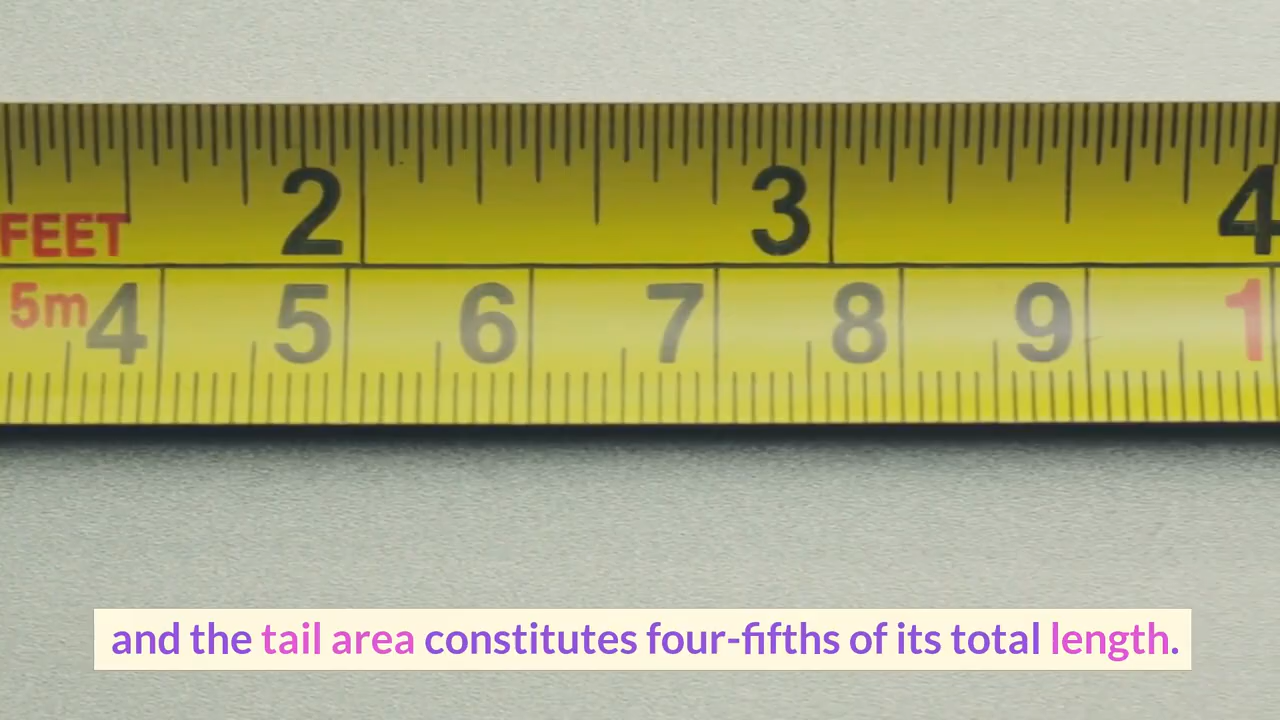 2 3 4
FEET
5m 4 5 6 7 8 9 1
and the tail area constitutes four-fifths of its total length.